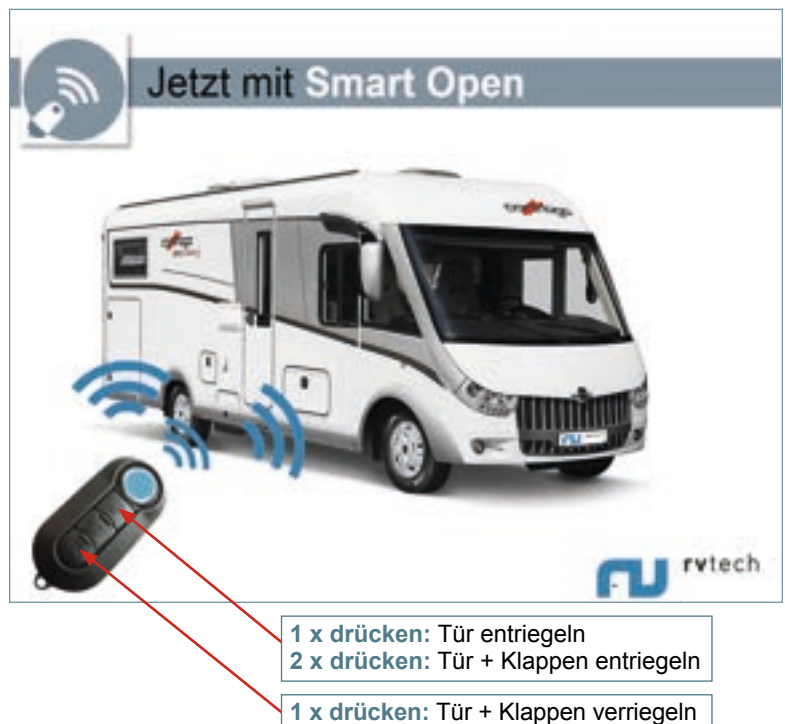 Jetzt mit Smart Open
rvtech
1 x drücken: Tür entriegeln
2 x drücken: Tür + Klappen entriegeln
1 x drücken: Tür + Klappen verriegeln